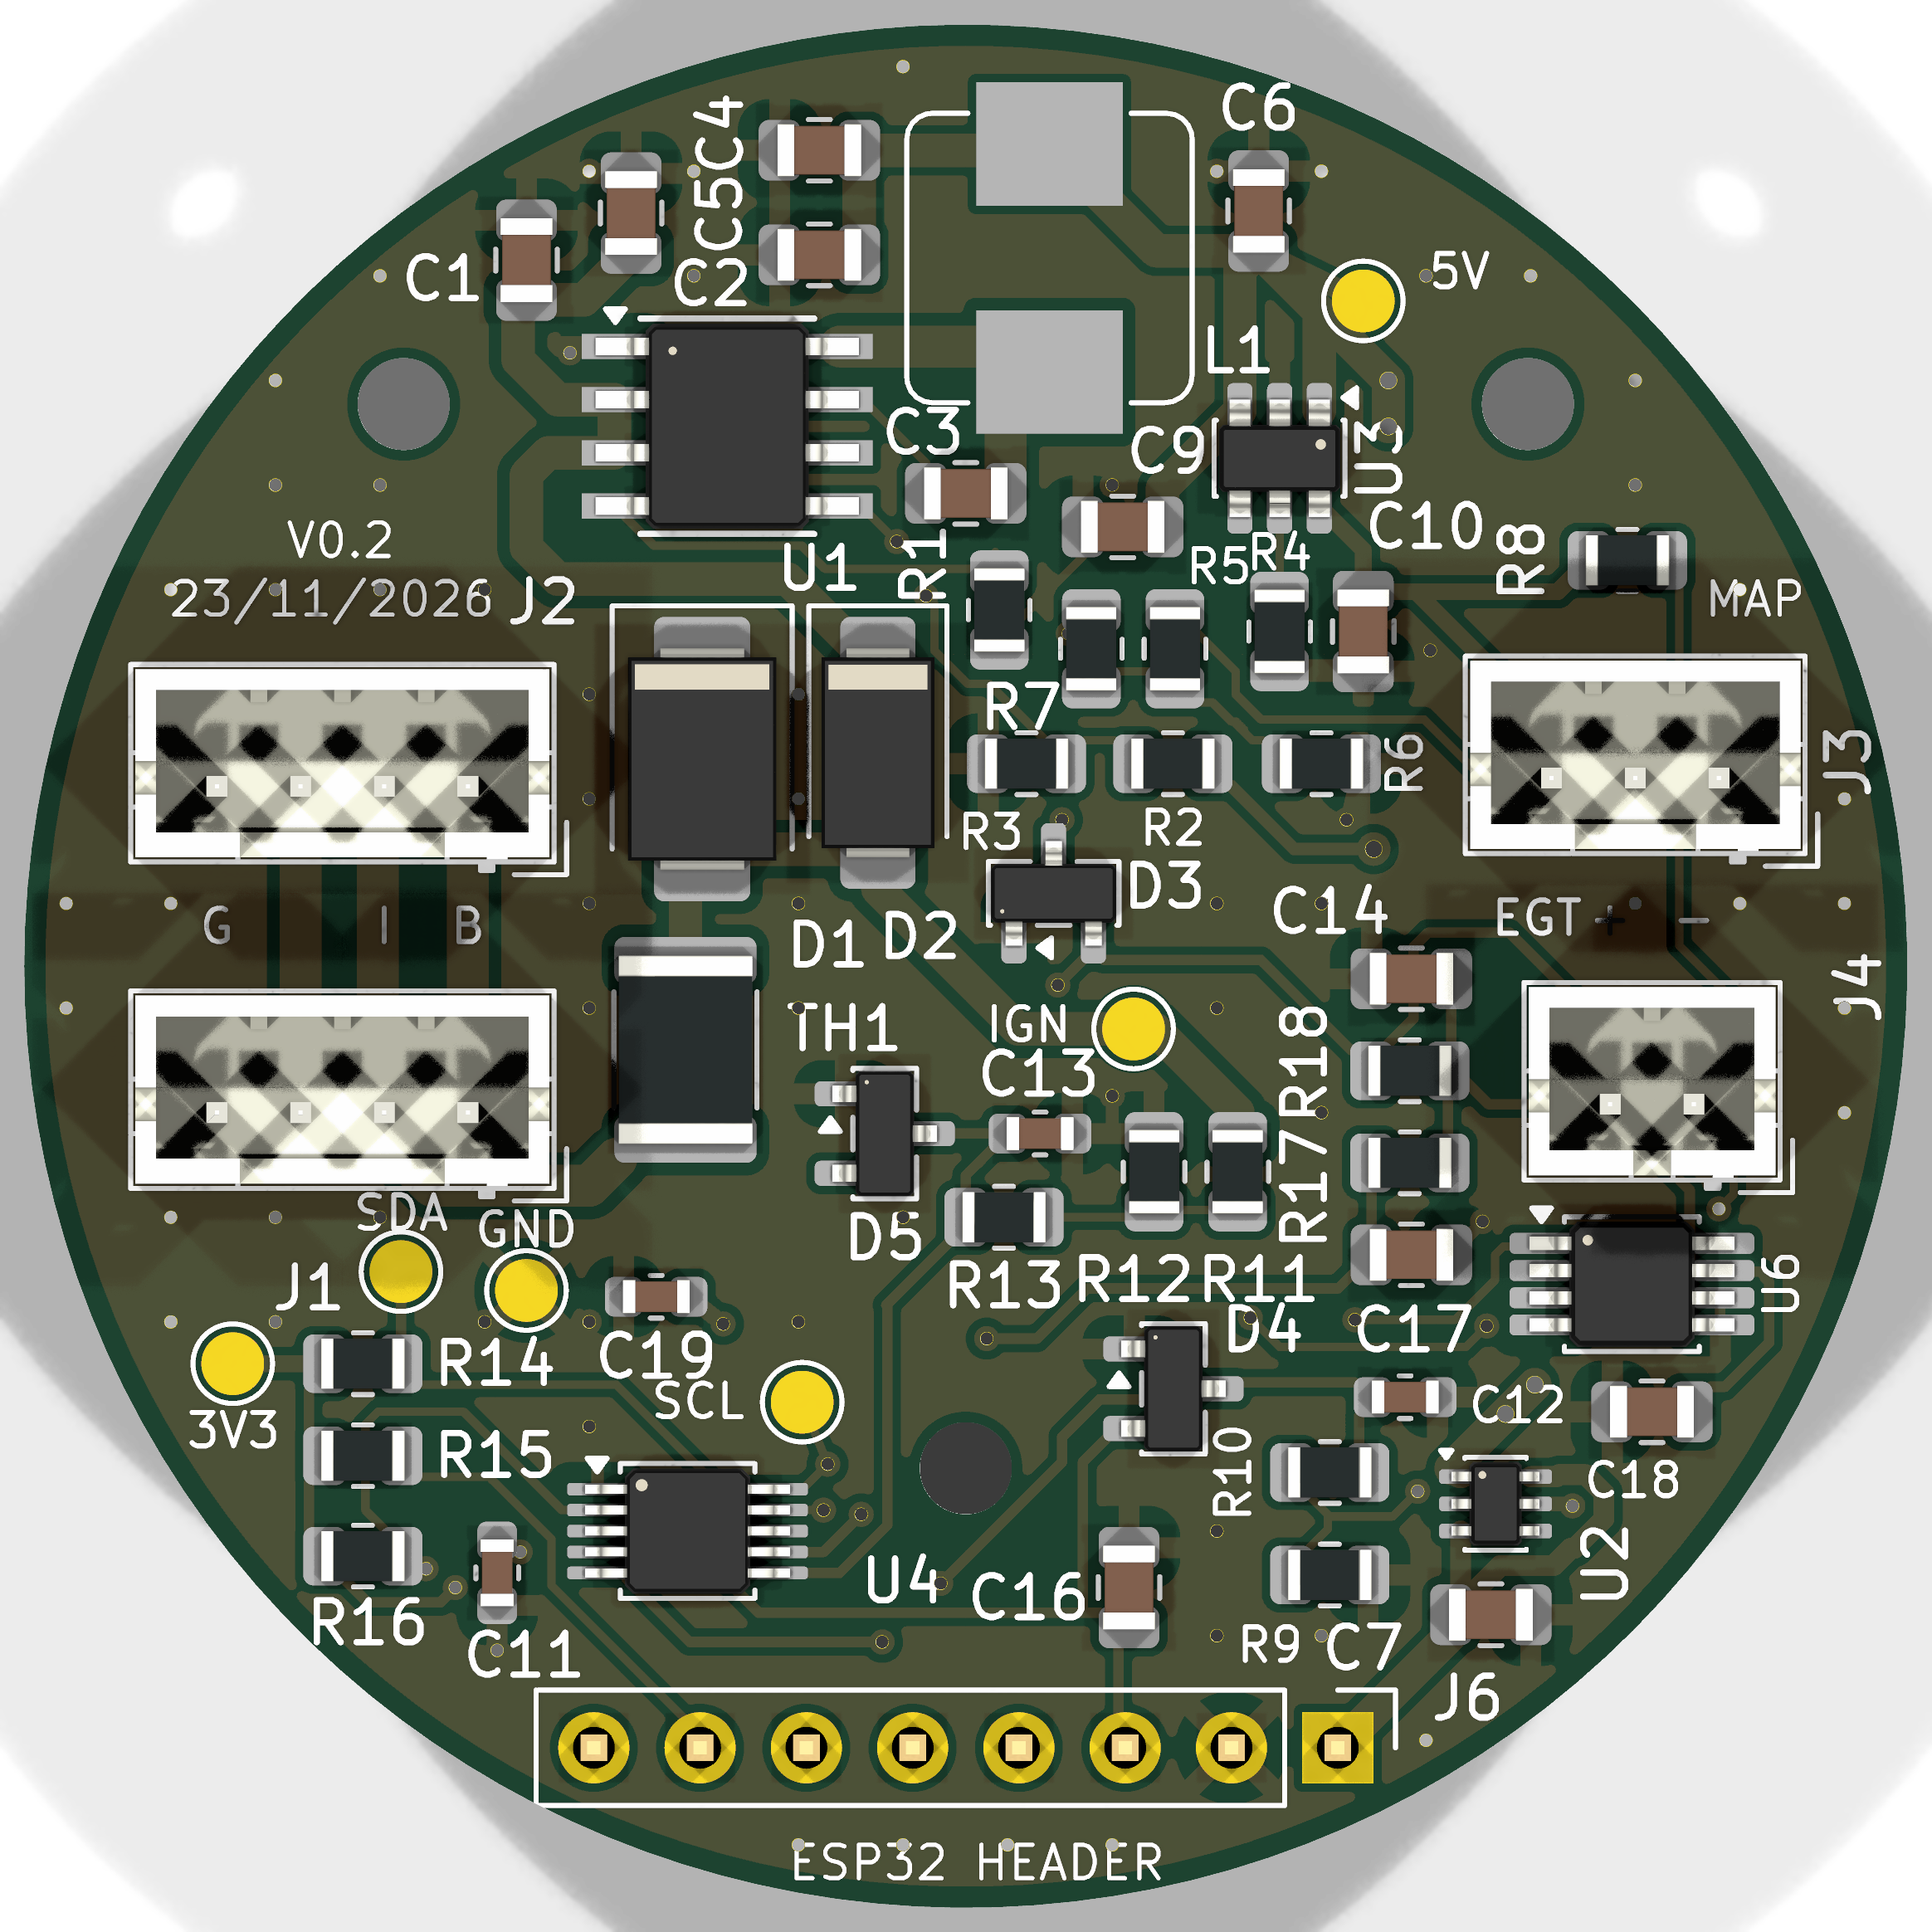 C4
C5
C6
C1
C2
5V
L1
C3
C9
U3
C10
V0.2
U1
R1
R5
R4
R8
23/11/2026
J2
MAP
R7
R6
J3
R3
R2
D3
G I B
D1
D2
C14
EGT + -
J4
TH1
IGN
C13
R18
SDA
GND
D5
R17
J1
R13
R12
R11
U6
D4
C17
3V3
R14
C19
SCL
C12
R15
R10
C18
U4
C16
U2
R16
C11
R9
C7
J6
ESP32 HEADER